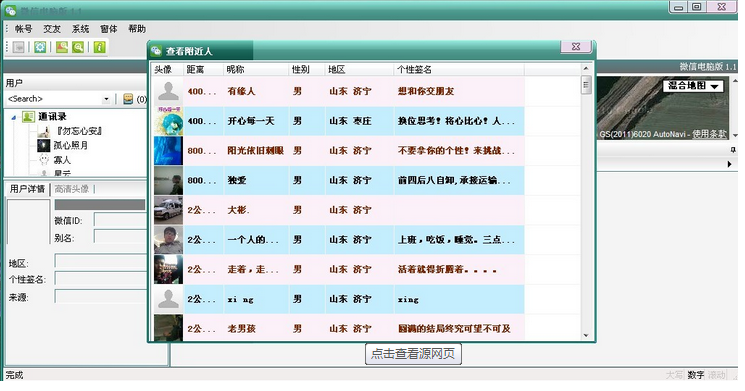 微信电脑版 1.1
帐号 交友 系统 窗体 帮助
微信电脑版 1.1
用户
<Search>
(0)
通讯录
『勿忘心安』
孤心照月
寡人
星云
用户详情 高清头像
微信ID:
别名:
地区:
个性签名:
来源:
查看附近人
头像 距离 昵称 性别 地区 个性签名
400... 有缘人 男 山东 济宁 想和你交朋友
400... 开心每一天 男 山东 枣庄 换位思考！将心比心！人...
800... 阳光依旧刺眼 男 山东 济宁 不要拿你的个性！来挑战...
800... 独爱 男 山东 济宁 前四后八自卸,承接运输...
2公... 大彬. 男 山东 济宁
2公... 一个人的... 男 山东 济宁 上班，吃饭，睡觉。三点...
2公... 走着，走... 男 山东 济宁 活着就得折腾着。。。。
2公... xi ng 男 山东 济宁 xing
2公... 老男孩 男 山东 济宁 圆满的结局终究可望不可及
混合地图
GS(2011)6020 AutoNavi - 使用条款
点击查看源网页
完成
大写 数字 滚动